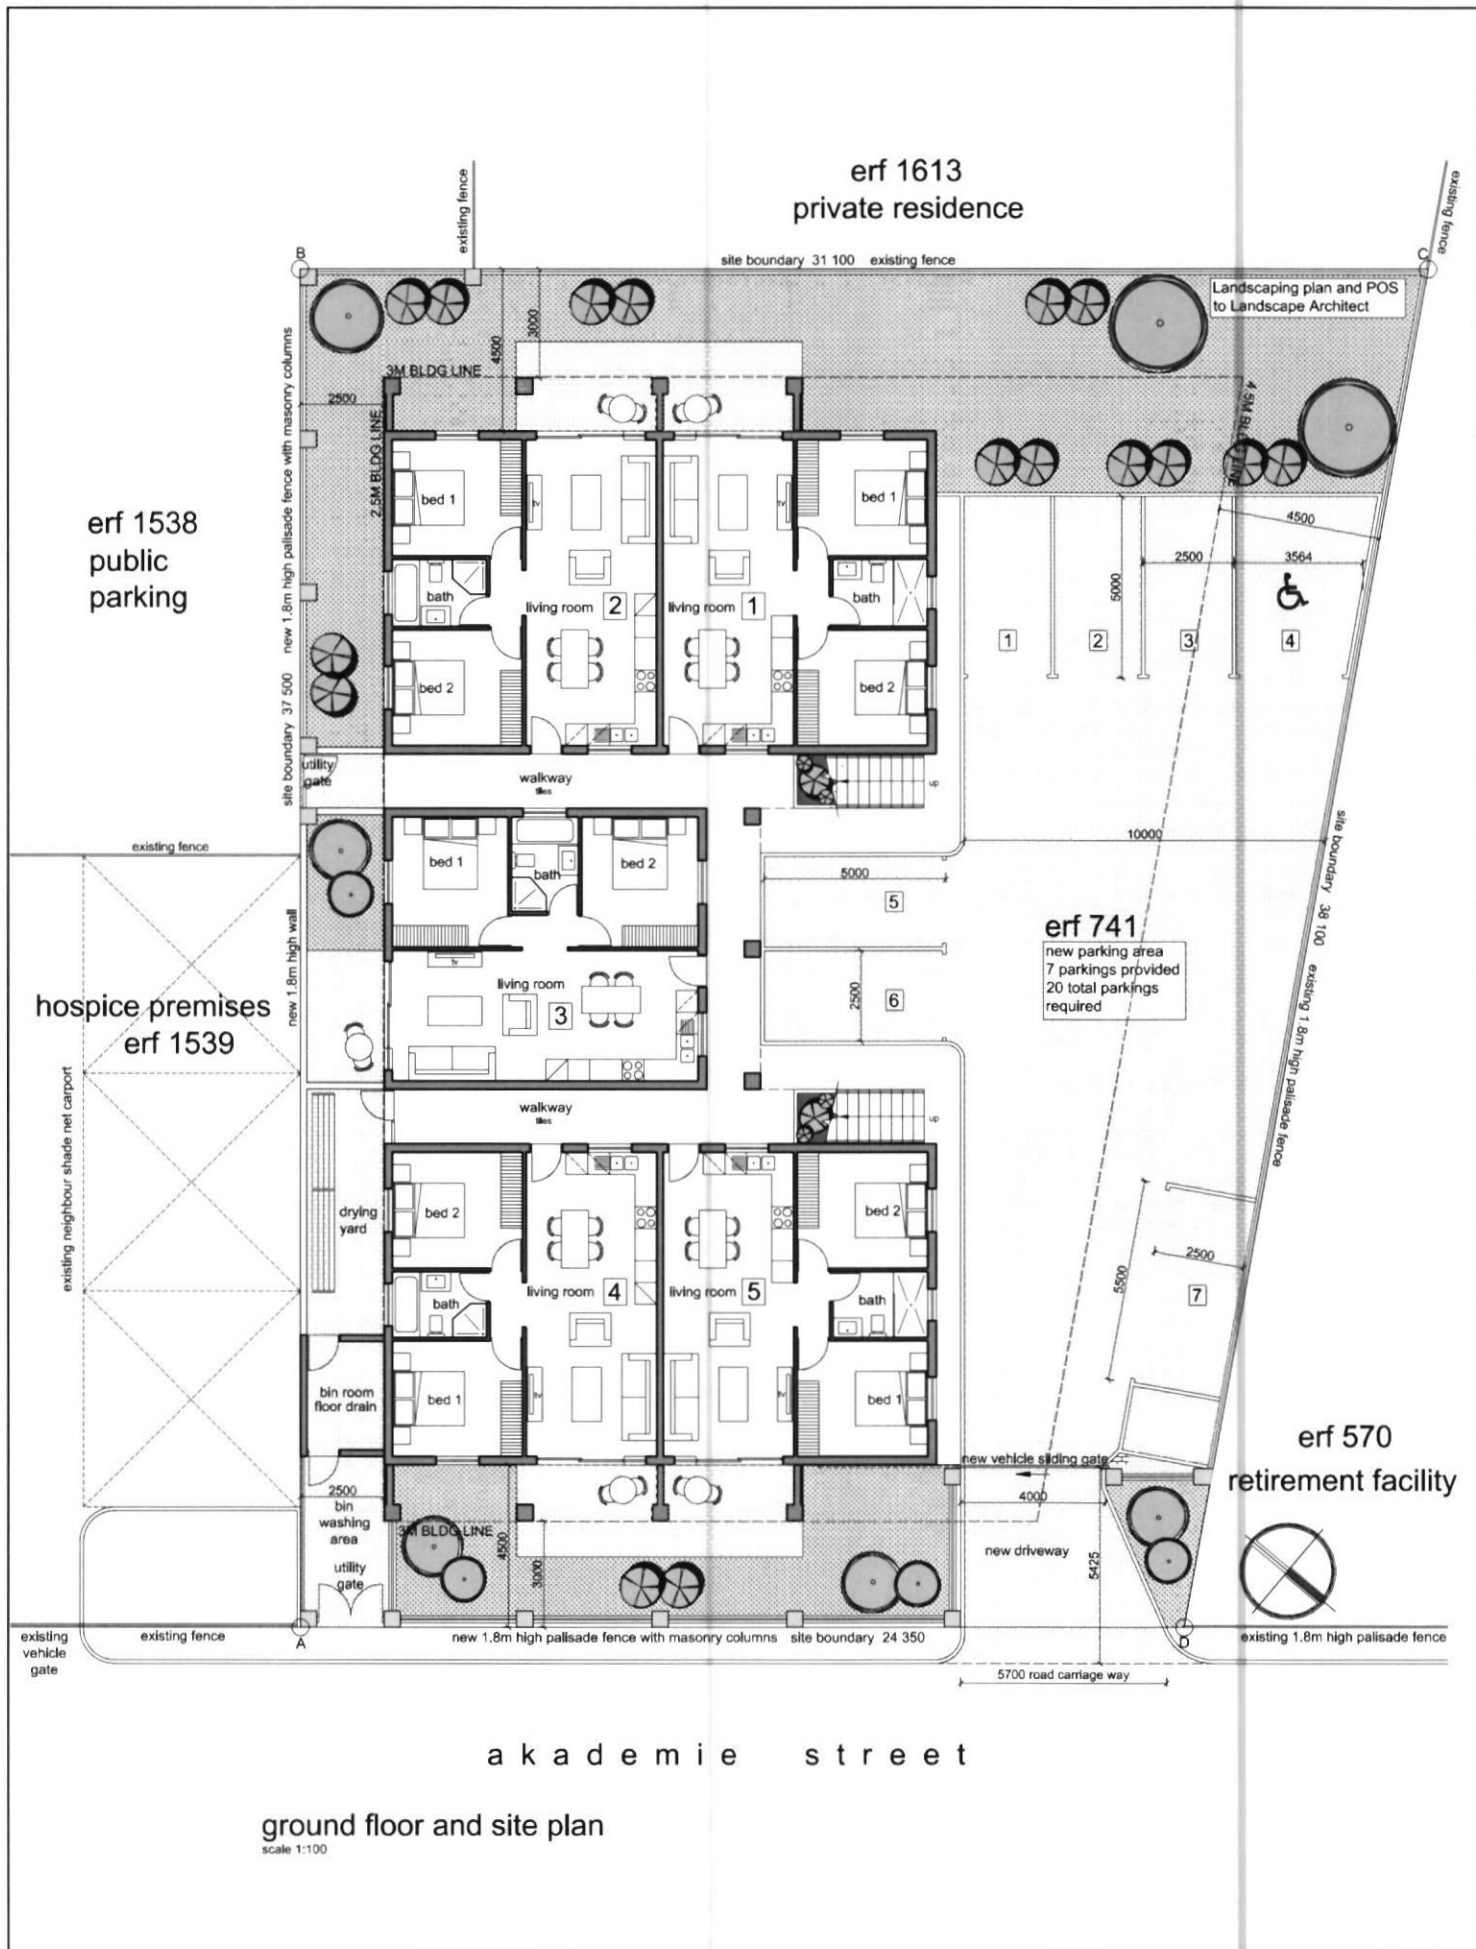 erf 1613
private residence
existing fence
existing fence
B
site boundary 31 100 existing fence
C
Landscaping plan and POS
to Landscape Architect
4500
3000
3M BLDG LINE
2500
2.5M BLDG LINE
4.5M BLDG LINE
site boundary 37 500 new 1.8m high palisade fence with masonry columns
erf 1538
public
parking
bed 1
tv
tv
bed 1
bath
living room 2
living room 1
bath
bed 2
bed 2
4500
2500
3564
5000
1
2
3
4
utility
gate
walkway
tiles
up
10000
existing fence
bed 1
bath
bed 2
5000
5
new 1.8m high wall
tv
living room
3
2500
6
erf 741
new parking area
7 parkings provided
20 total parkings
required
site boundary 38 100 existing 1.8m high palisade fence
hospice premises
erf 1539
existing neighbour shade net carport
walkway
tiles
up
drying
yard
bed 2
bed 2
bath
living room 4
living room 5
bath
2500
5500
7
bin room
floor drain
bed 1
tv
tv
bed 1
erf 570
retirement facility
new vehicle sliding gate
4000
2500
bin
washing
area
3M BLDG LINE
4500
3000
new driveway
5425
utility
gate
existing
vehicle
gate
existing fence
A
new 1.8m high palisade fence with masonry columns site boundary 24 350
D
existing 1.8m high palisade fence
5700 road carriage way
akademie street
ground floor and site plan
scale 1:100